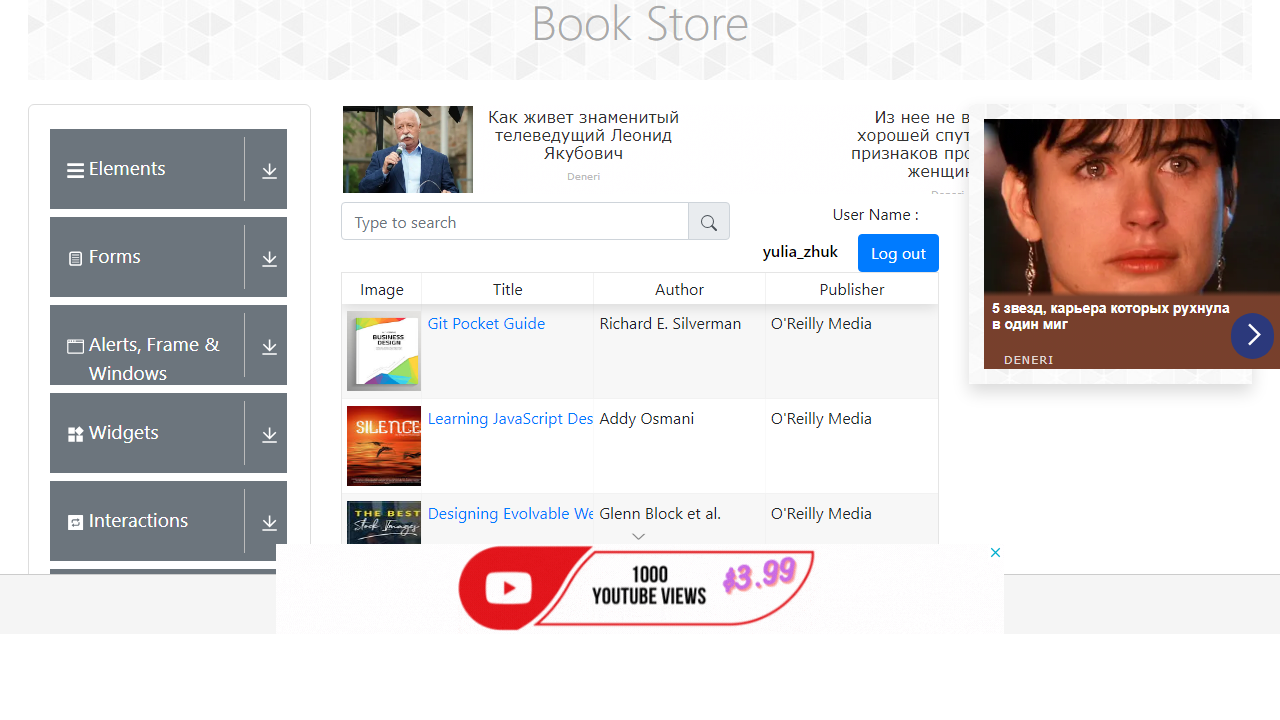 Book Store
Elements
Forms
Alerts, Frame &
Windows
Widgets
Interactions
Как живет знаменитый
телеведущий Леонид
Якубович
Deneri
Из нее не в
хорошей спут
признаков про
женщин
Type to search
User Name :
yulia_zhuk
Log out
Image Title Author Publisher
BUSINESS
DESIGN
Git Pocket Guide Richard E. Silverman O'Reilly Media
SILENCE
Learning JavaScript Des Addy Osmani O'Reilly Media
THE BEST
Stock Images
Designing Evolvable We Glenn Block et al. O'Reilly Media
5 звезд, карьера которых рухнула
в один миг
DENERI
1000
YOUTUBE VIEWS
$3.99